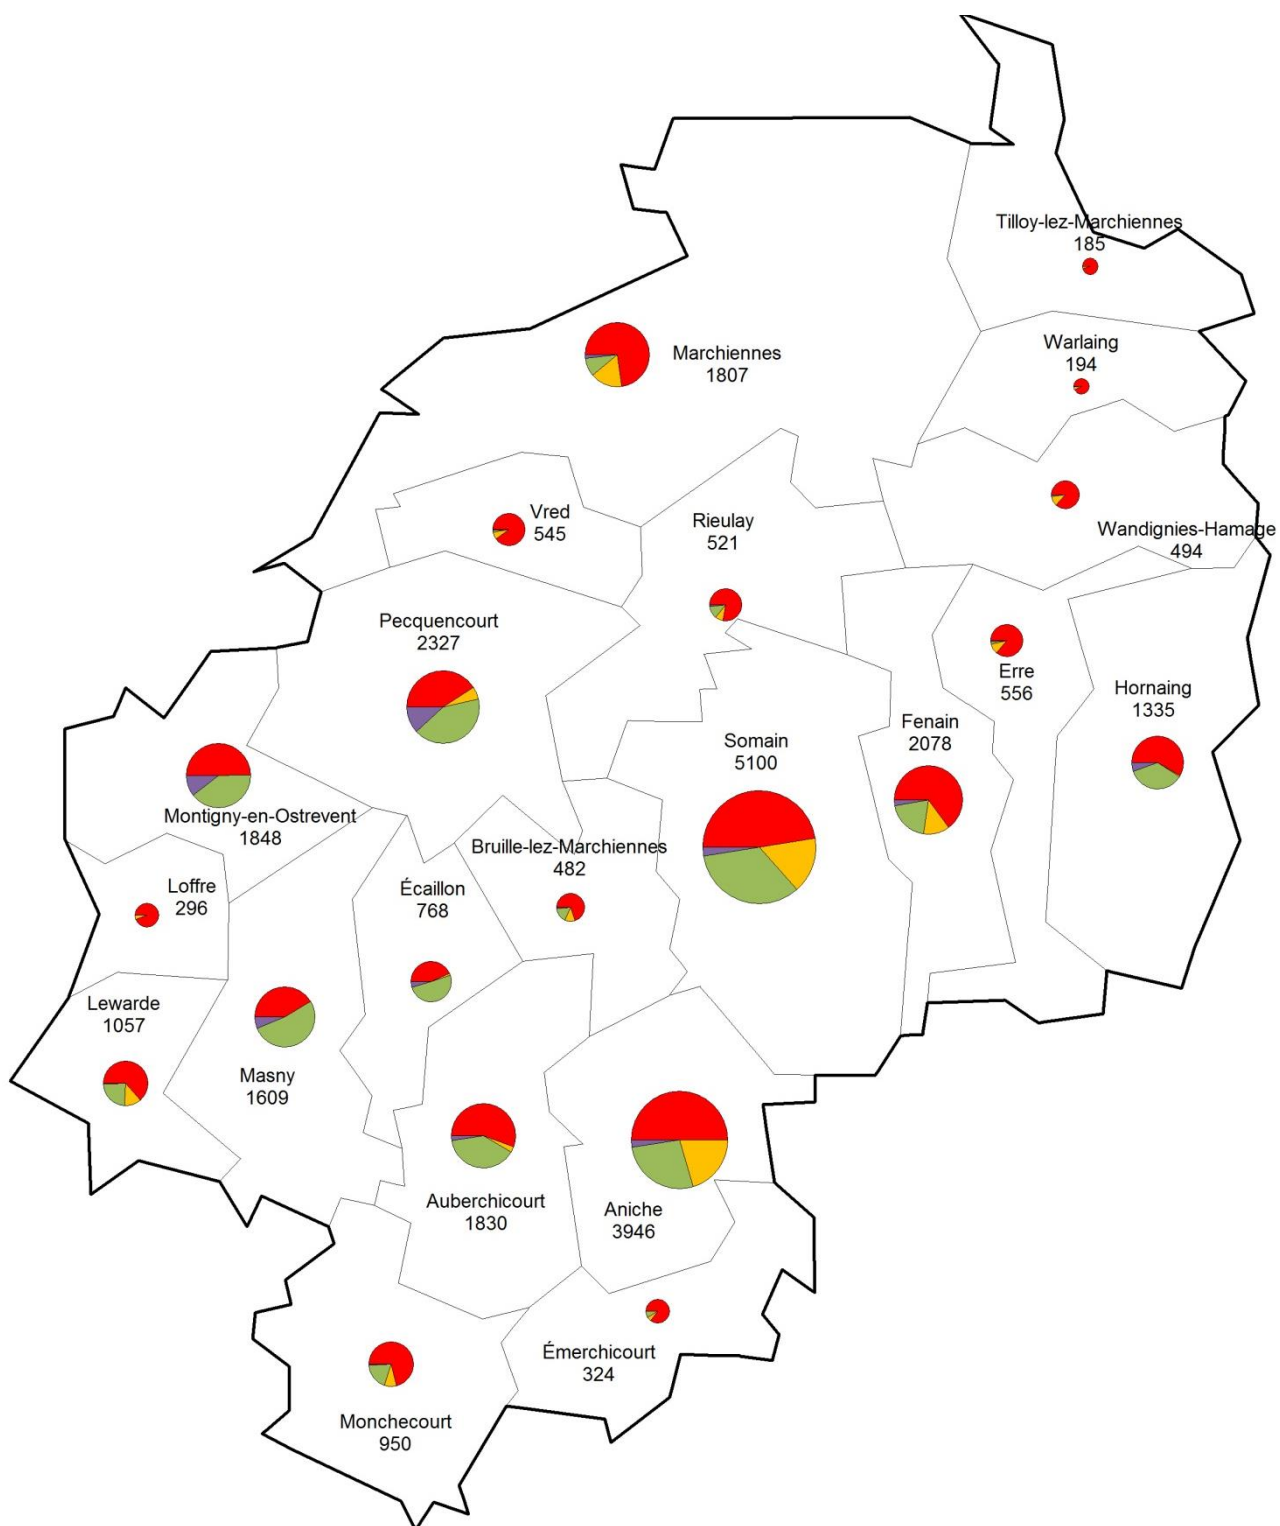 Tilloy-lez-Marchiennes
185
Marchiennes
1807
Warlaing
194
Vred
545
Rieulay
521
Wandignies-Hamage
494
Pecquencourt
2327
Erre
556
Hornaing
1335
Fenain
2078
Somain
5100
Montigny-en-Ostrevent
1848
Bruille-lez-Marchiennes
482
Loffre
296
Écaillon
768
Lewarde
1057
Masny
1609
Auberchicourt
1830
Aniche
3946
Émerchicourt
324
Monchecourt
950